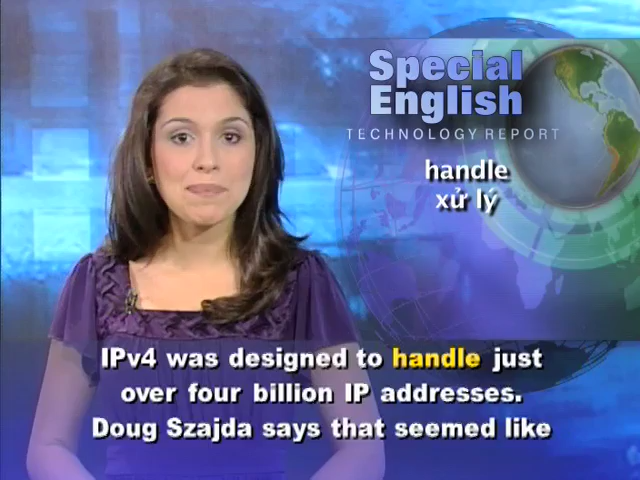 Special
English
TECHNOLOGY REPORT
handle
xử lý
IPv4 was designed to handle just
over four billion IP addresses.
Doug Szajda says that seemed like